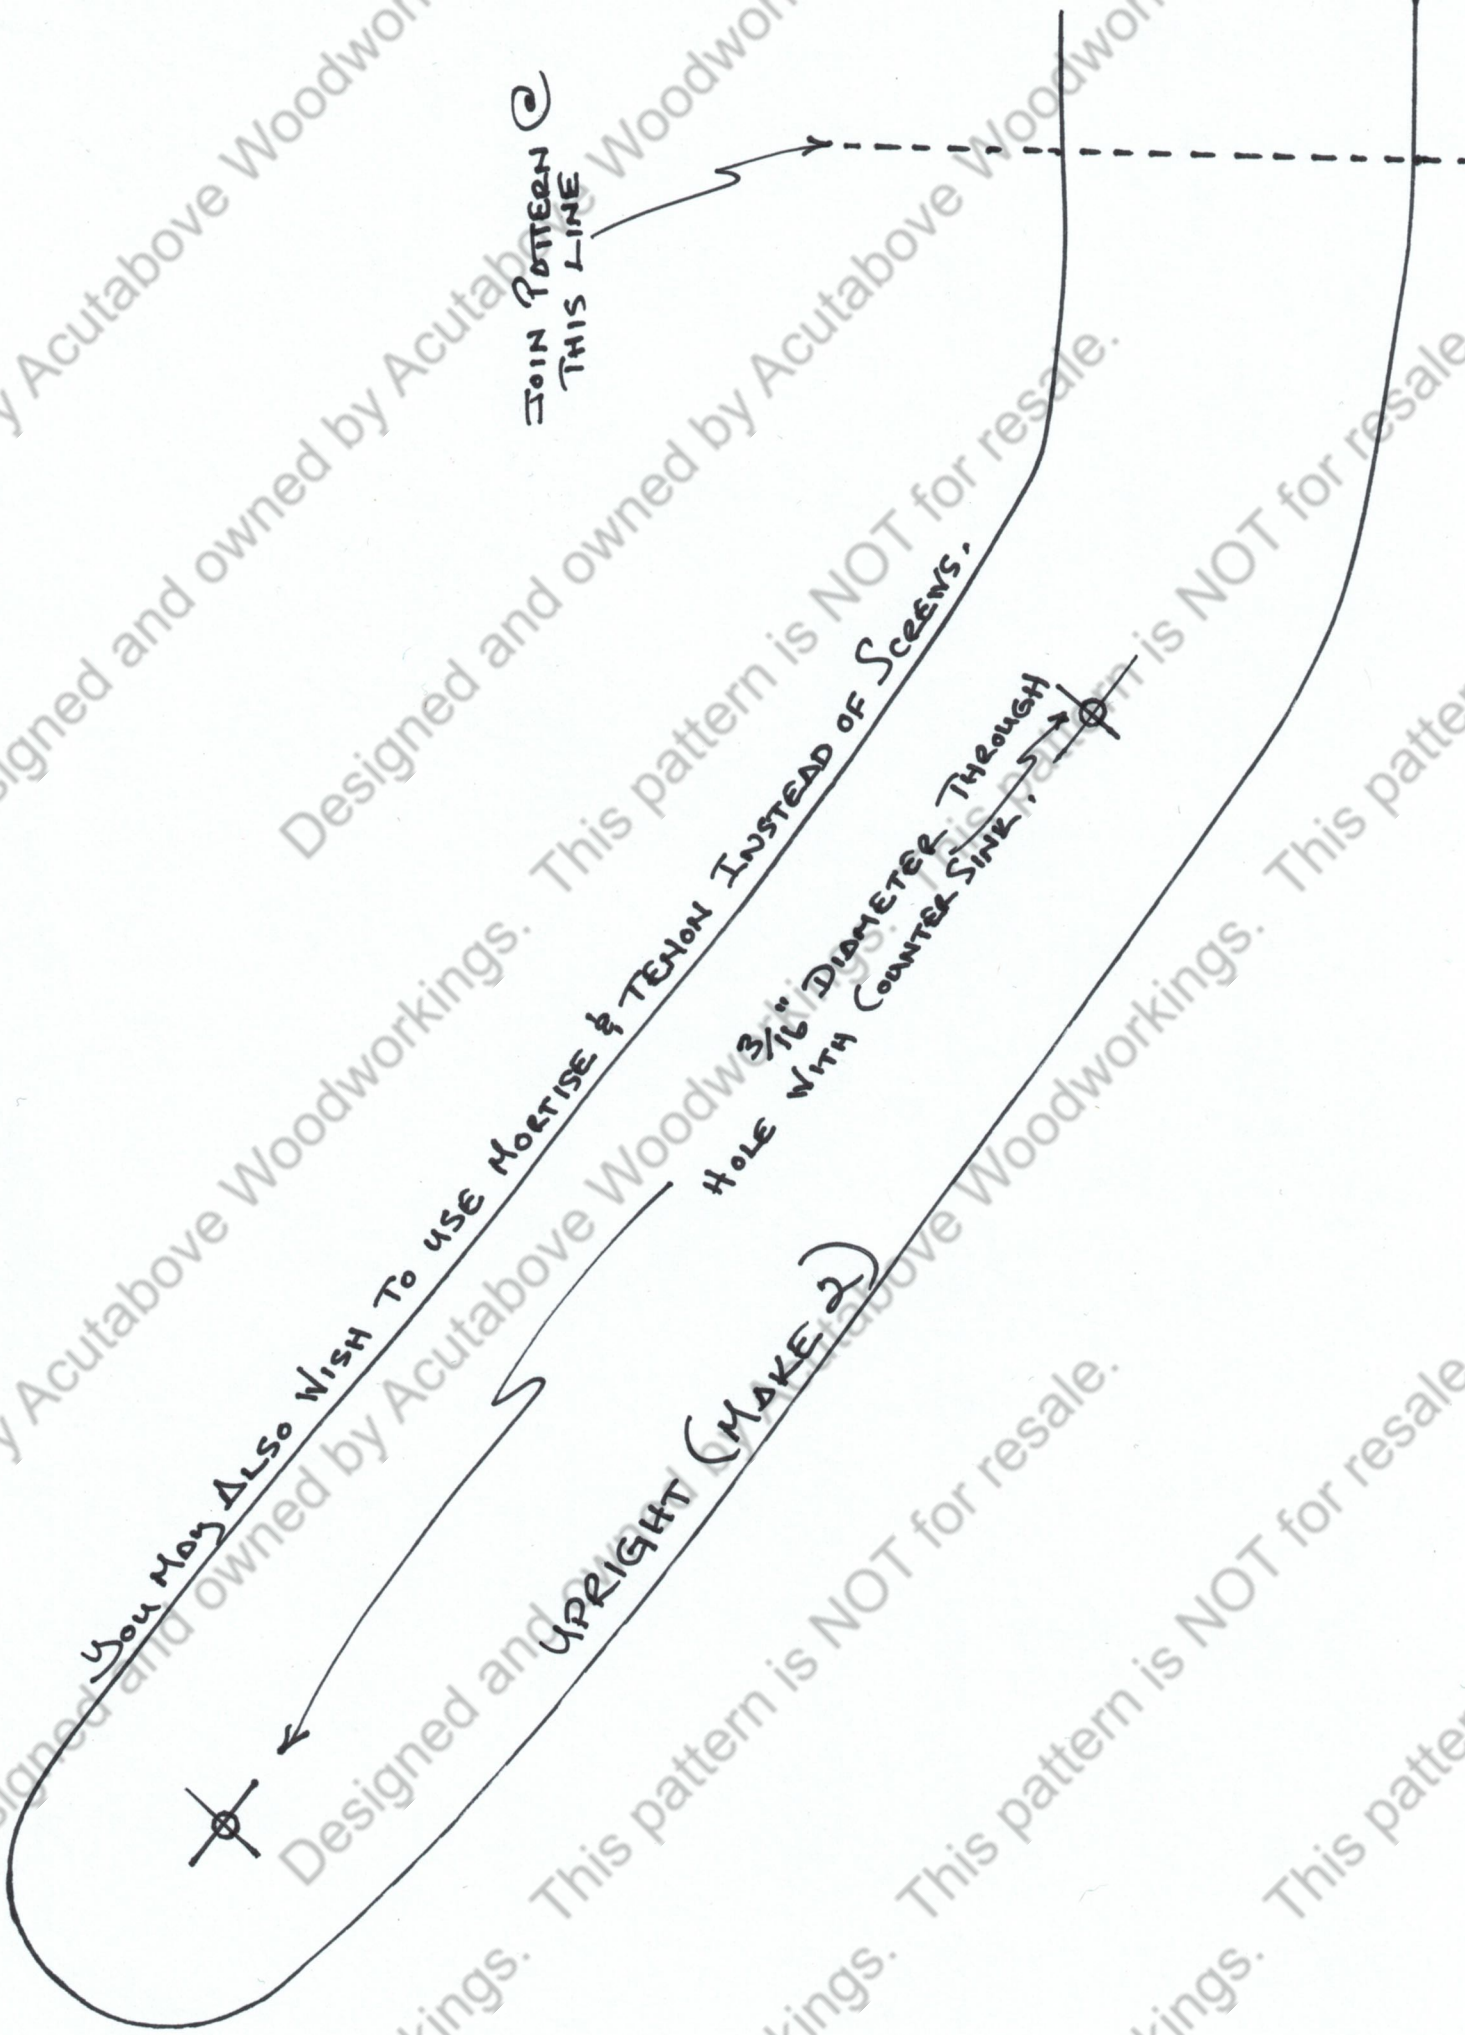 JOIN PATTERN @
THIS LINE
YOU MAY ALSO WISH TO USE MORTISE & TENON INSTEAD OF SCREWS.
3/16" DIAMETER THROUGH
HOLE WITH COUNTER SINK.
UPRIGHT (MAKE 2)
Designed and owned by Acutabove Woodworkings. This pattern is NOT for resale.